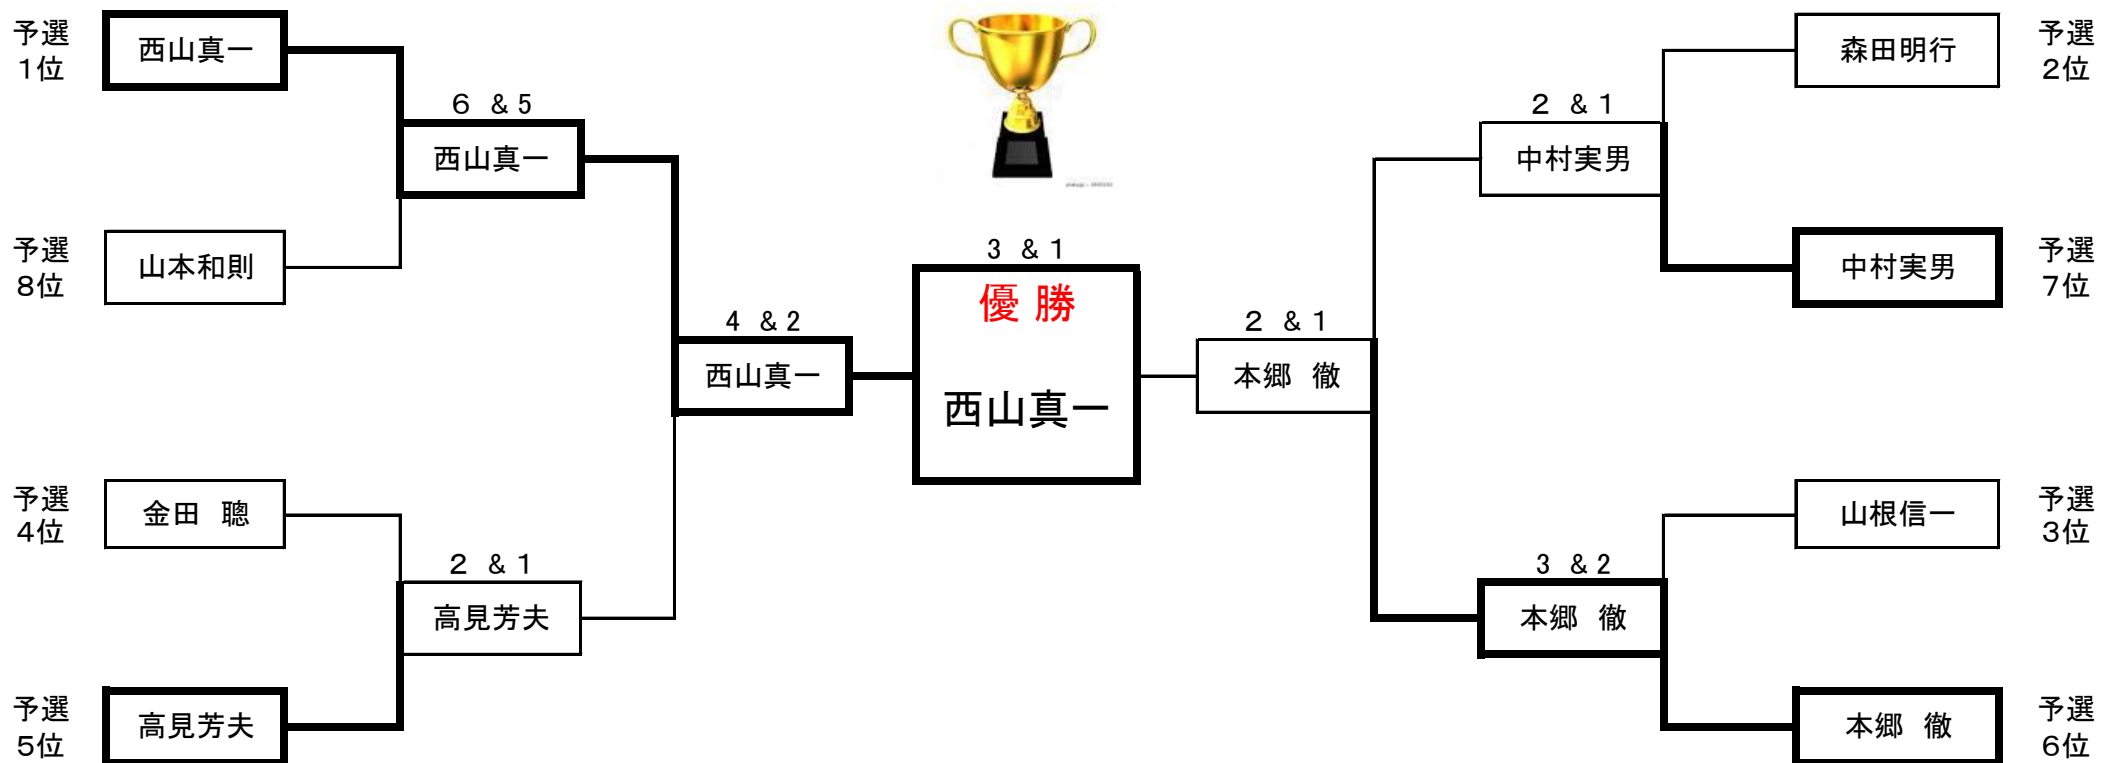 予選
1位
西山真一
6 &5
西山真一
予選
8位
山本和則
4 &2
西山真一
予選
4位
金田 聰
2 &1
高見芳夫
予選
5位
高見芳夫
3 &1
優 勝
西山真一
森田明行
予選
2位
2 &1
中村実男
中村実男
予選
7位
2 &1
本郷 徹
山根信一
予選
3位
3 &2
本郷 徹
本郷 徹
予選
6位